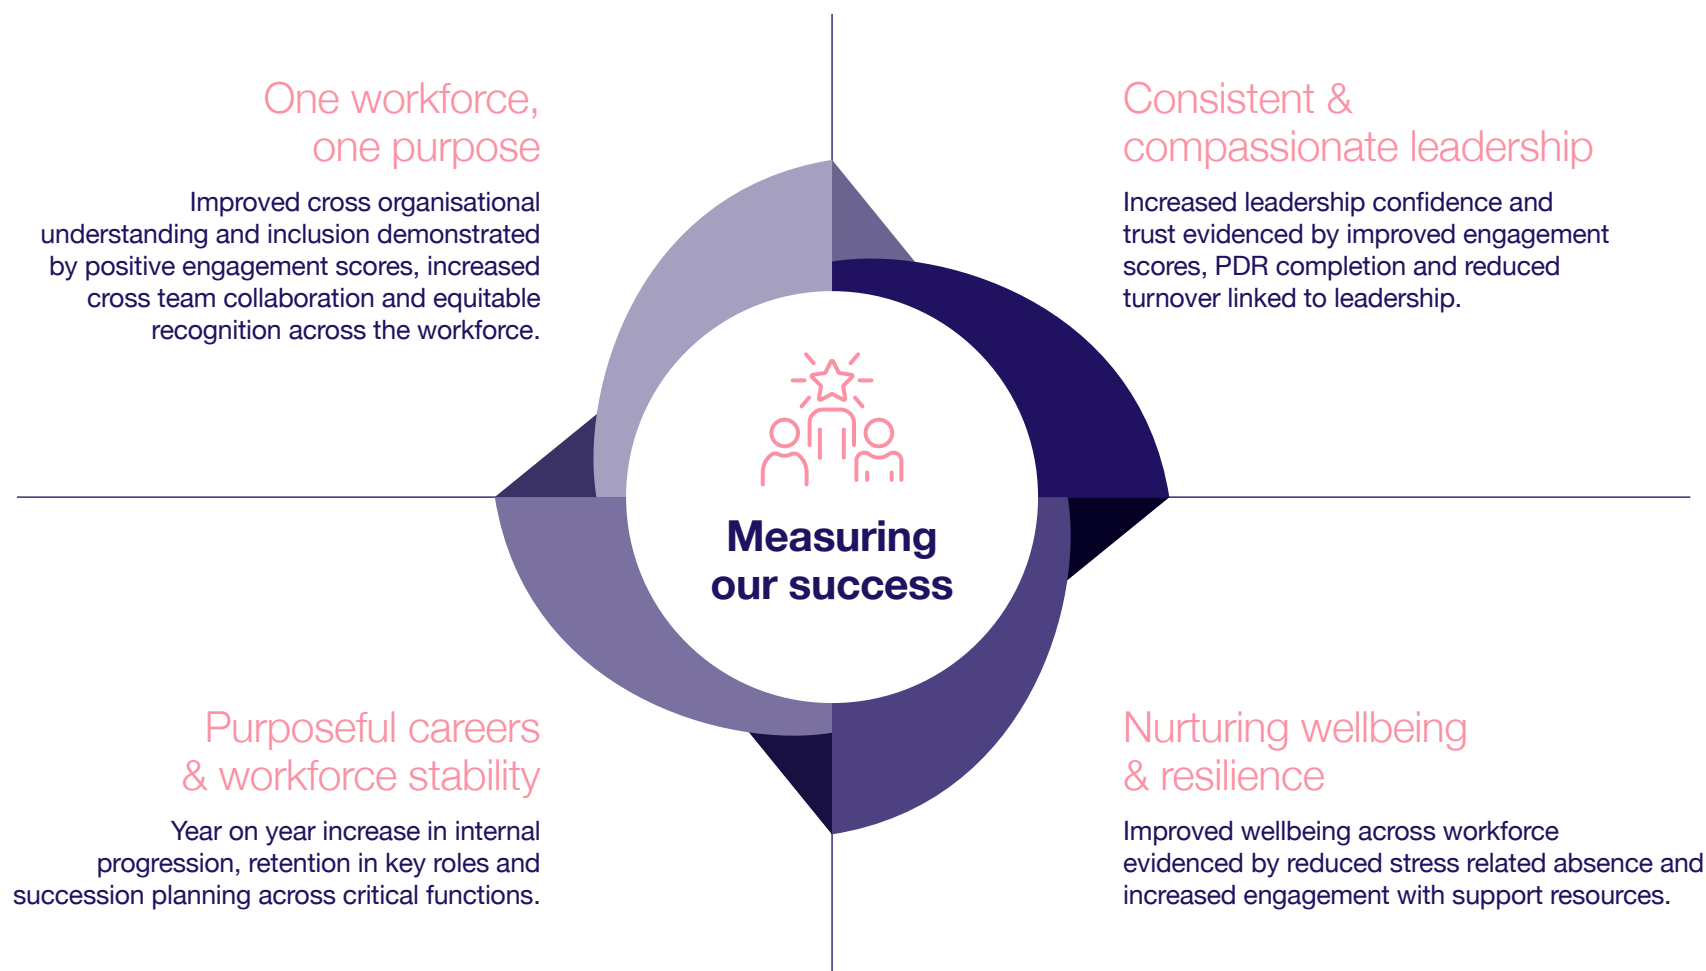 One workforce,
one purpose
Improved cross organisational
understanding and inclusion demonstrated
by positive engagement scores, increased
cross team collaboration and equitable
recognition across the workforce.
Consistent &
compassionate leadership
Increased leadership confidence and
trust evidenced by improved engagement
scores, PDR completion and reduced
turnover linked to leadership.
Measuring
our success
Purposeful careers
& workforce stability
Year on year increase in internal
progression, retention in key roles and
succession planning across critical functions.
Nurturing wellbeing
& resilience
Improved wellbeing across workforce
evidenced by reduced stress related absence and
increased engagement with support resources.